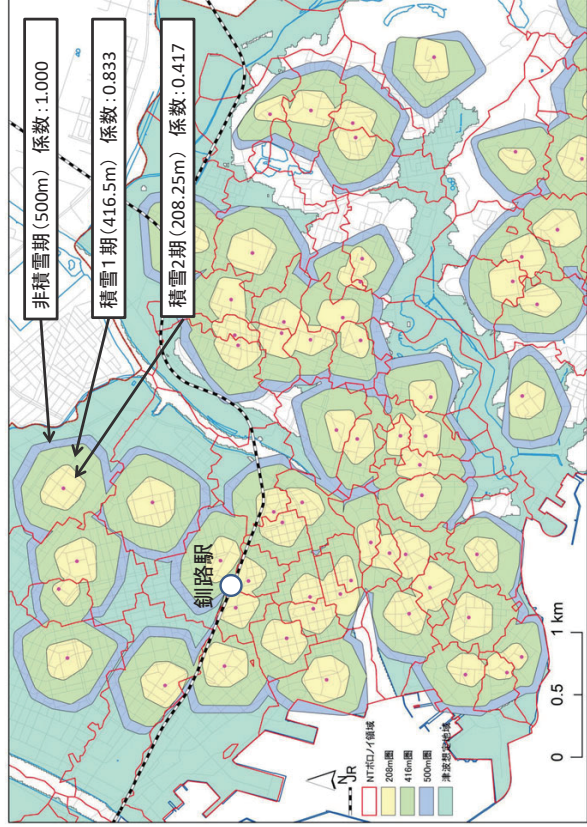 非積雪期(500m) 係数:1.000
積雪1期(416.5m) 係数:0.833
積雪2期(208.25m) 係数:0.417
釧路駅
N
JR
NTボロノイ領域
208m圏
416m圏
500m圏
津波想定地域
0 0.5 1 km